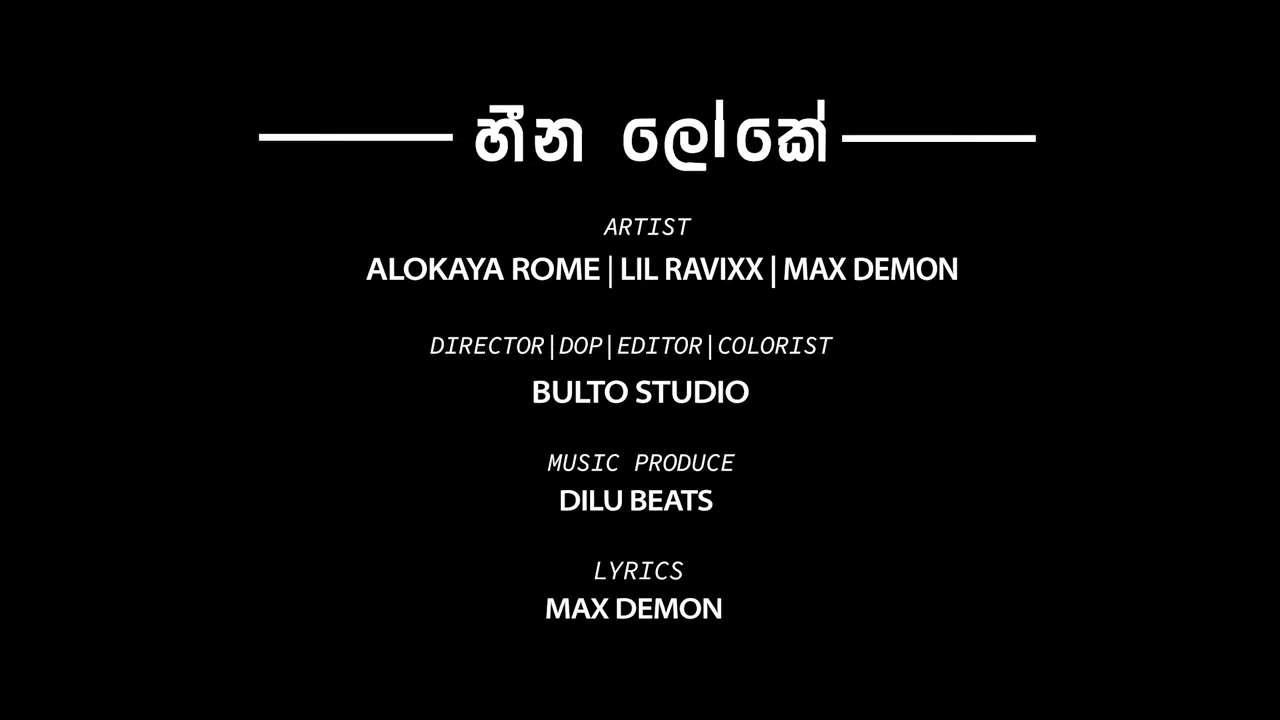 හීන ලෝකේ
ARTIST
ALOKAYA ROME | LIL RAVIXX | MAX DEMON
DIRECTOR|DOP|EDITOR|COLORIST
BULTO STUDIO
MUSIC PRODUCE
DILU BEATS
LYRICS
MAX DEMON